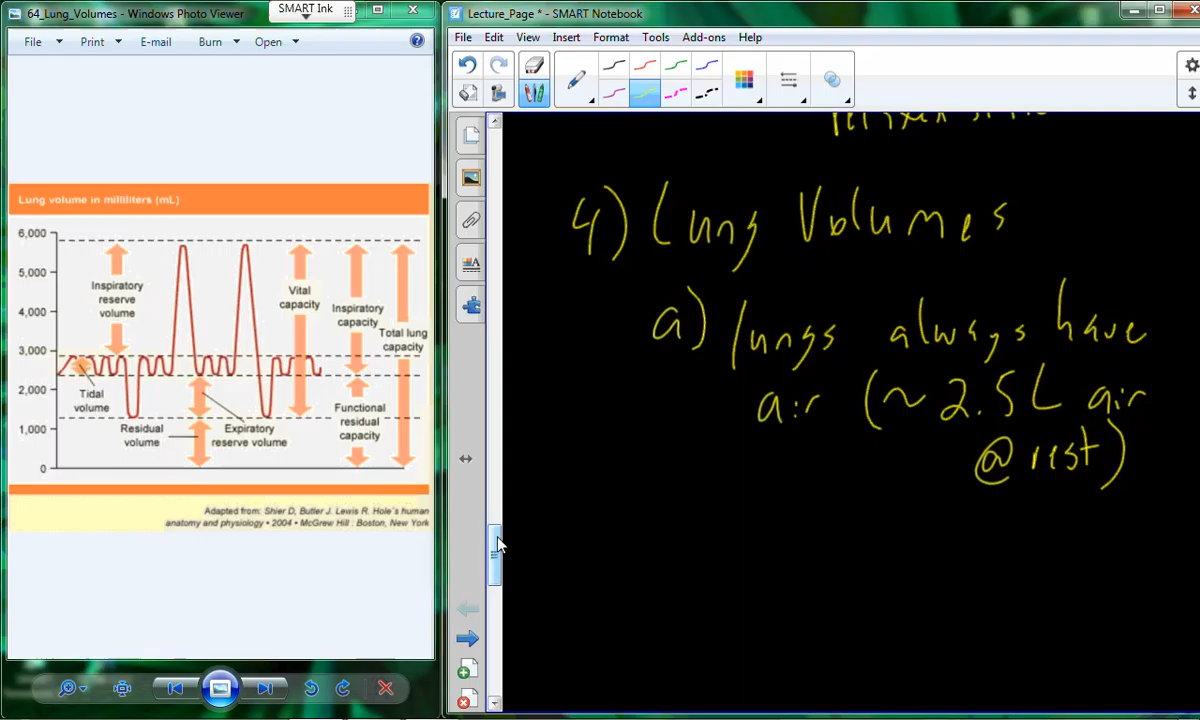 64_Lung_Volumes - Windows Photo Viewer
SMART Ink
File Print E-mail Burn Open
Lung volume in milliliters (mL)
6,000
5,000
4,000
3,000
2,000
1,000
0
Inspiratory
reserve
volume
Tidal
volume
Residual
volume
Expiratory
reserve volume
Vital
capacity
Inspiratory
capacity
Functional
residual
capacity
Total lung
capacity
Adapted from: Shier D, Butler J. Lewis R. Hole's human
anatomy and physiology • 2004 • McGrew Hill: Boston, New York
Lecture_Page * - SMART Notebook
File Edit View Insert Format Tools Add-ons Help
4) Lung Volumes
a) lungs always have
air (~ 2.5 L air
@ rest)